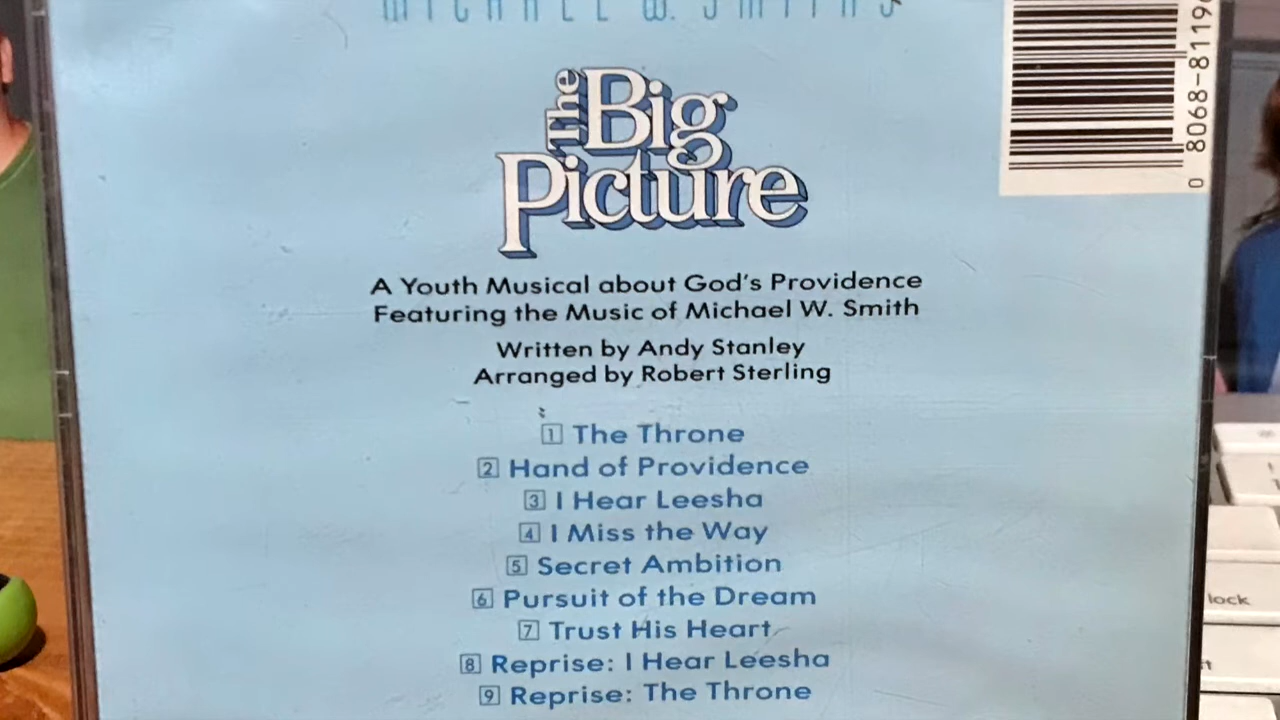 MICHAEL W. SMITH'S
The Big
Picture
A Youth Musical about God's Providence
Featuring the Music of Michael W. Smith
Written by Andy Stanley
Arranged by Robert Sterling
1 The Throne
2 Hand of Providence
3 I Hear Leesha
4 I Miss the Way
5 Secret Ambition
6 Pursuit of the Dream
7 Trust His Heart
8 Reprise: I Hear Leesha
9 Reprise: The Throne
0 8068-8119
lock